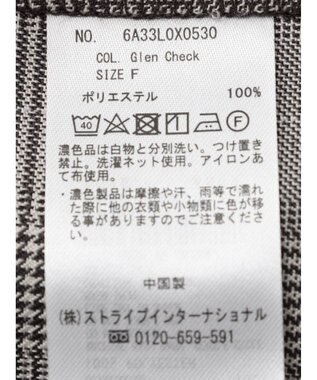 NO. 6A33L0X0530
COL. Glen Check
SIZE F
ポリエステル 100%
40 F
濃色品は白物と分別洗い。つけ置き
禁止。洗濯ネット使用。アイロンあ
て布使用。
・濃色製品は摩擦や汗、雨等で濡れ
た際に他の衣類や小物類に色が移
る事がありますのでご注意くださ
い。
中国製
(株)ストライプインターナショナル
0120-659-591